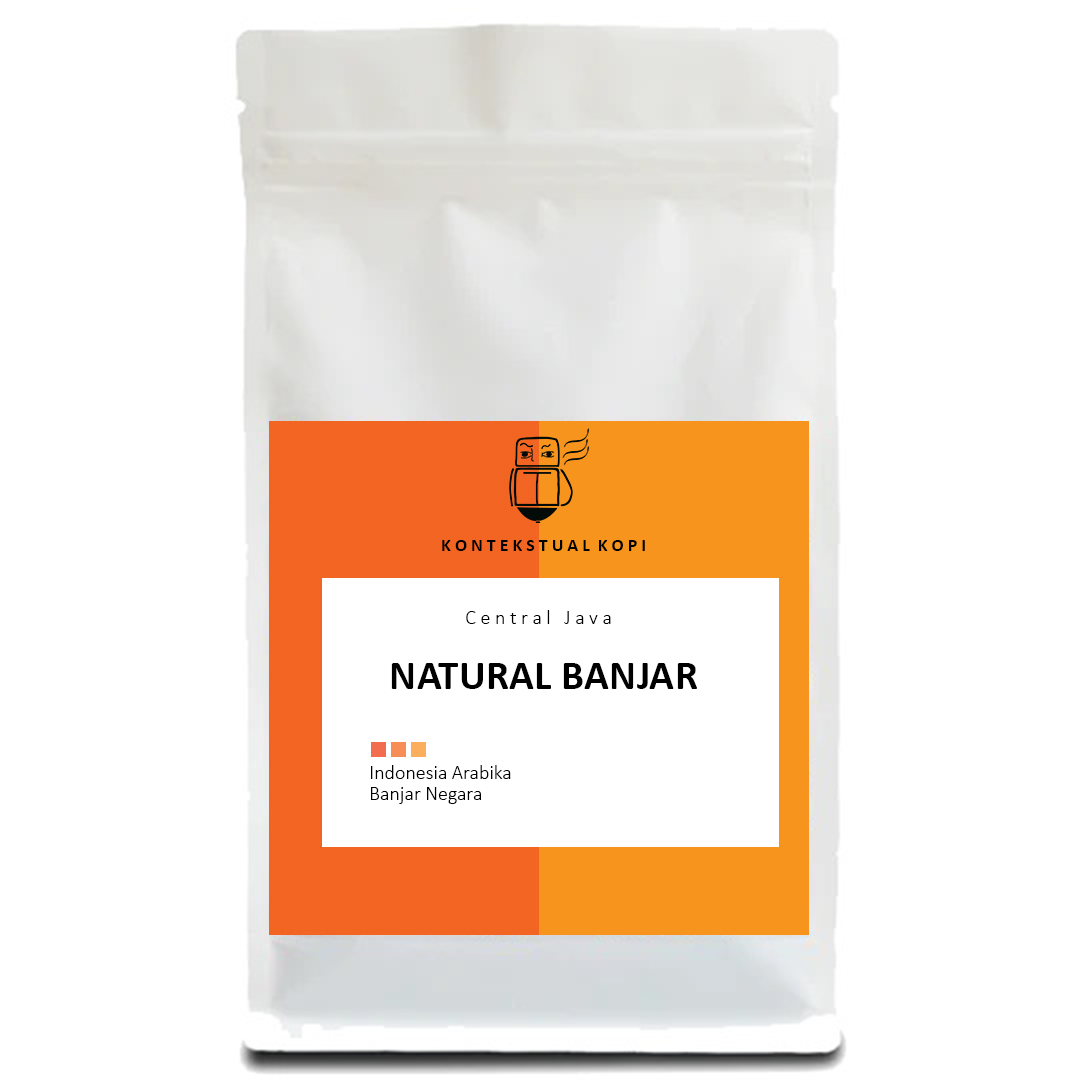 KONTEKSTUAL KOPI
Central Java
NATURAL BANJAR
Indonesia Arabika
Banjar Negara